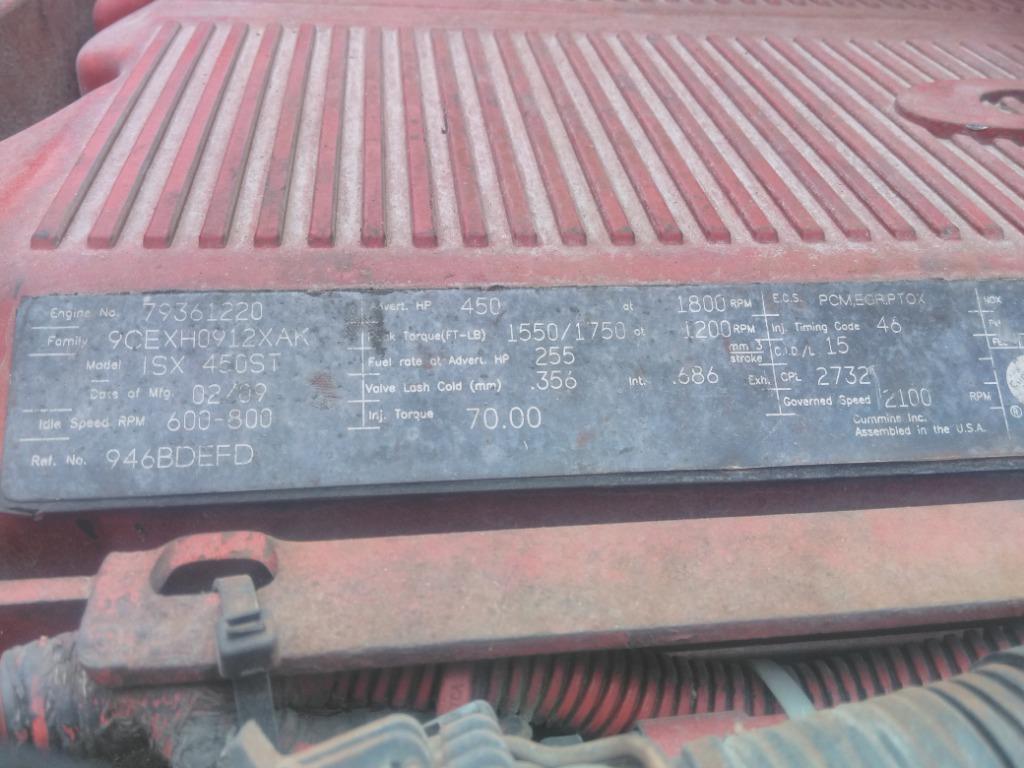 Engine No. 79361220
Family 9CEXH0912XAK
Model ISX 450ST
Date of Mfg. 02/09
Idle Speed RPM 600-800
Ref. No. 946BDEFD
Advert. HP 450 at 1800 RPM
Torque(FT-LB) 1550/1750 at 1200 RPM
Fuel rate at Advert. HP 255 mm 3 stroke
Valve Lash Cold (mm) .356 Int. .686 Exh.
Inj. Torque 70.00
E.C.S. PCM,EGR,PTOX
Inj. Timing Code 46
C.I.D./L 15
CPL 2732
Governed Speed 2100 RPM
Cummins Inc.
Assembled in the U.S.A.
NOX
®